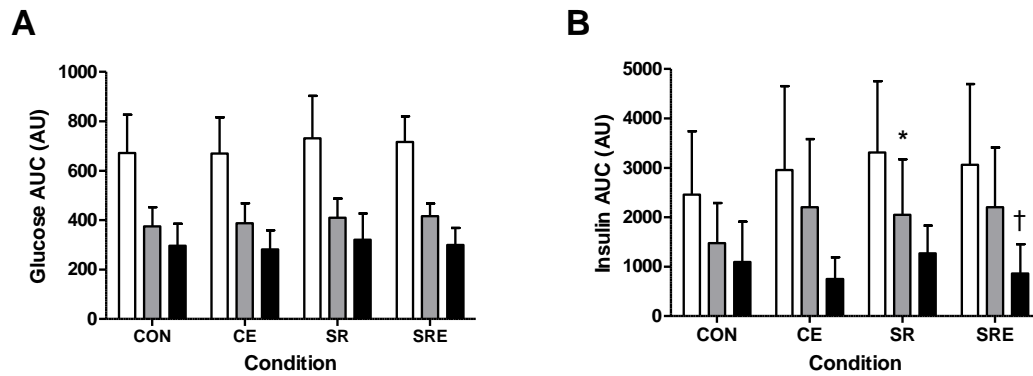 A
Glucose AUC (AU)
1000
800
600
400
200
0
CON CE SR SRE
Condition
B
Insulin AUC (AU)
5000
4000
3000
2000
1000
0
*
†
CON CE SR SRE
Condition